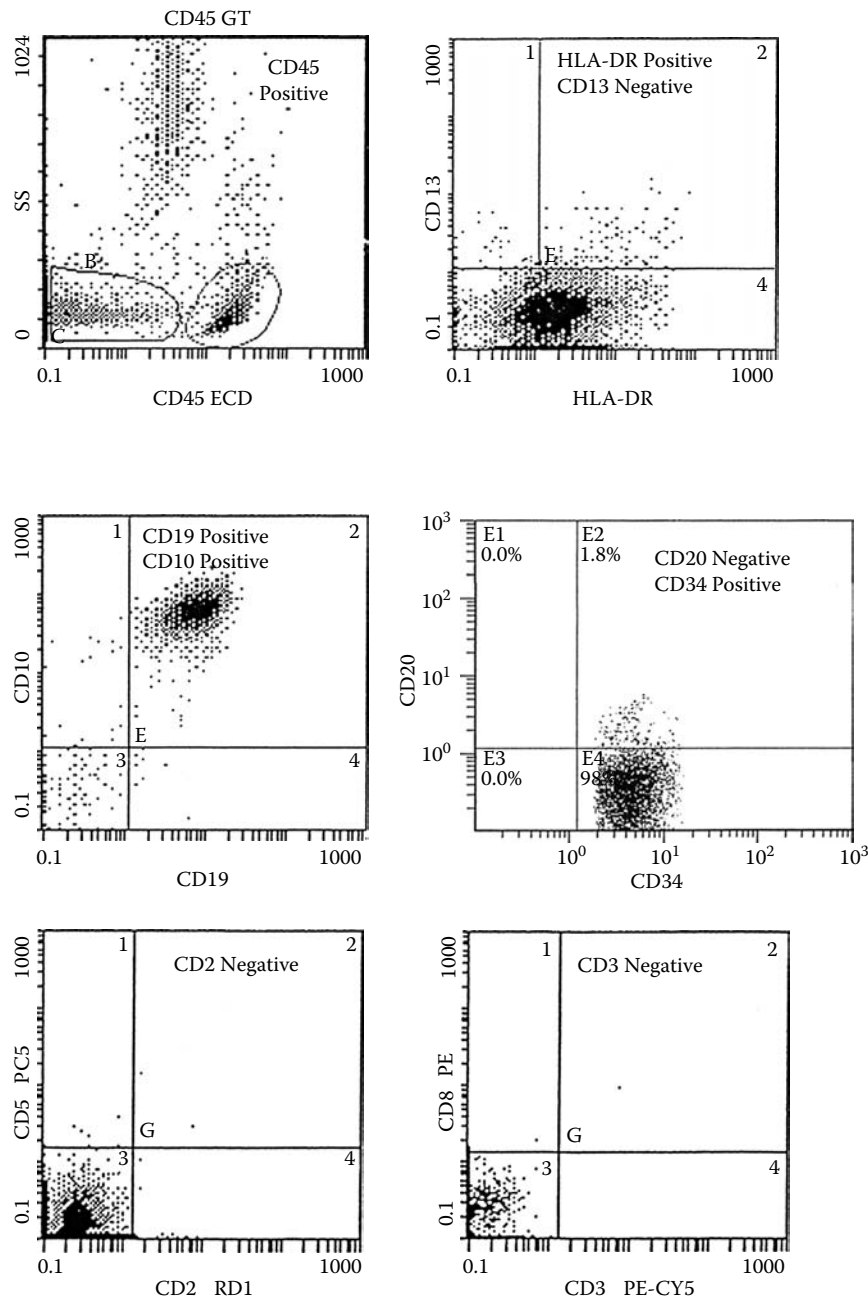 CD45 GT
1024
SS
0
CD45
Positive
B
C
0.1
1000
CD45 ECD
1000
CD 13
0.1
1
HLA-DR Positive
CD13 Negative
2
E
4
0.1
1000
HLA-DR
1000
CD10
0.1
1
CD19 Positive
CD10 Positive
2
E
3
4
0.1
1000
CD19
10³
10²
10¹
10⁰
CD20
E1
0.0%
E2
1.8%
CD20 Negative
CD34 Positive
E3
0.0%
E4
98%
10⁰
10¹
10²
10³
CD34
1000
CD5 PC5
0.1
1
CD2 Negative
2
G
3
4
0.1
1000
CD2 RD1
1000
CD8 PE
0.1
1
CD3 Negative
2
G
3
4
0.1
1000
CD3 PE-CY5